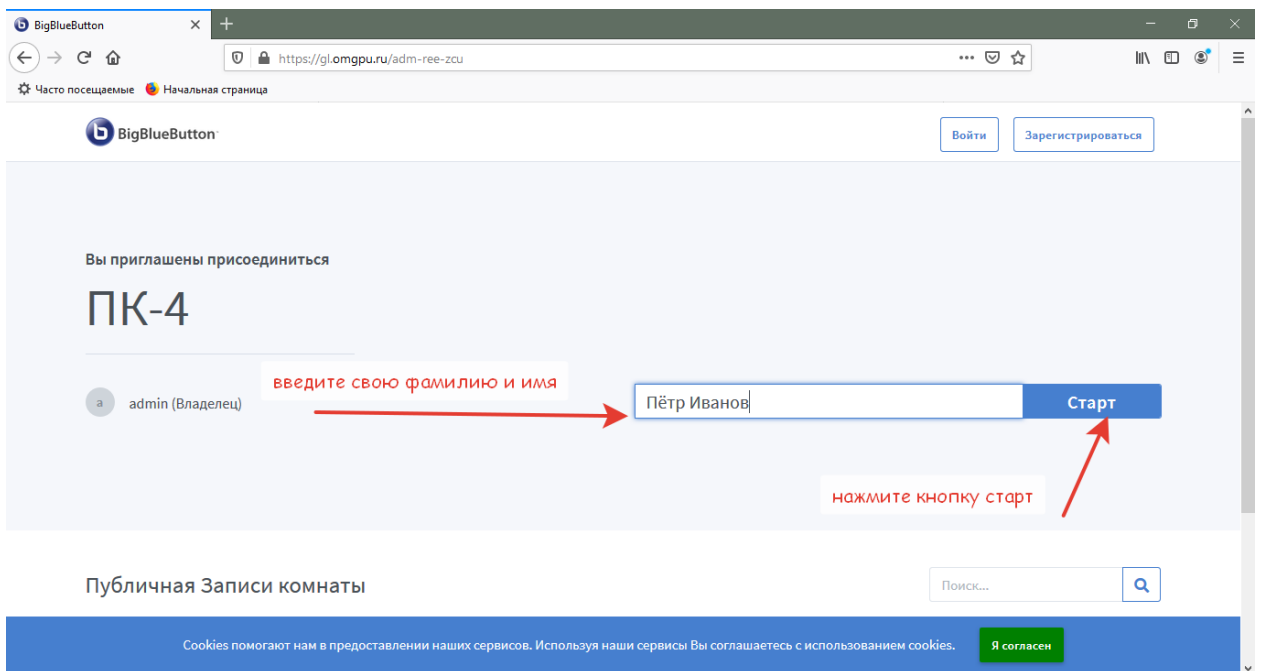 BigBlueButton
https://gl.omgpu.ru/adm-ree-zcu
Часто посещаемые Начальная страница
BigBlueButton
Войти Зарегистрироваться
Вы приглашены присоединиться
ПК-4
введите свою фамилию и имя
a admin (Владелец)
Пётр Иванов Старт
нажмите кнопку старт
Публичная Записи комнаты
Поиск...
Cookies помогают нам в предоставлении наших сервисов. Используя наши сервисы Вы соглашаетесь с использованием cookies. Я согласен